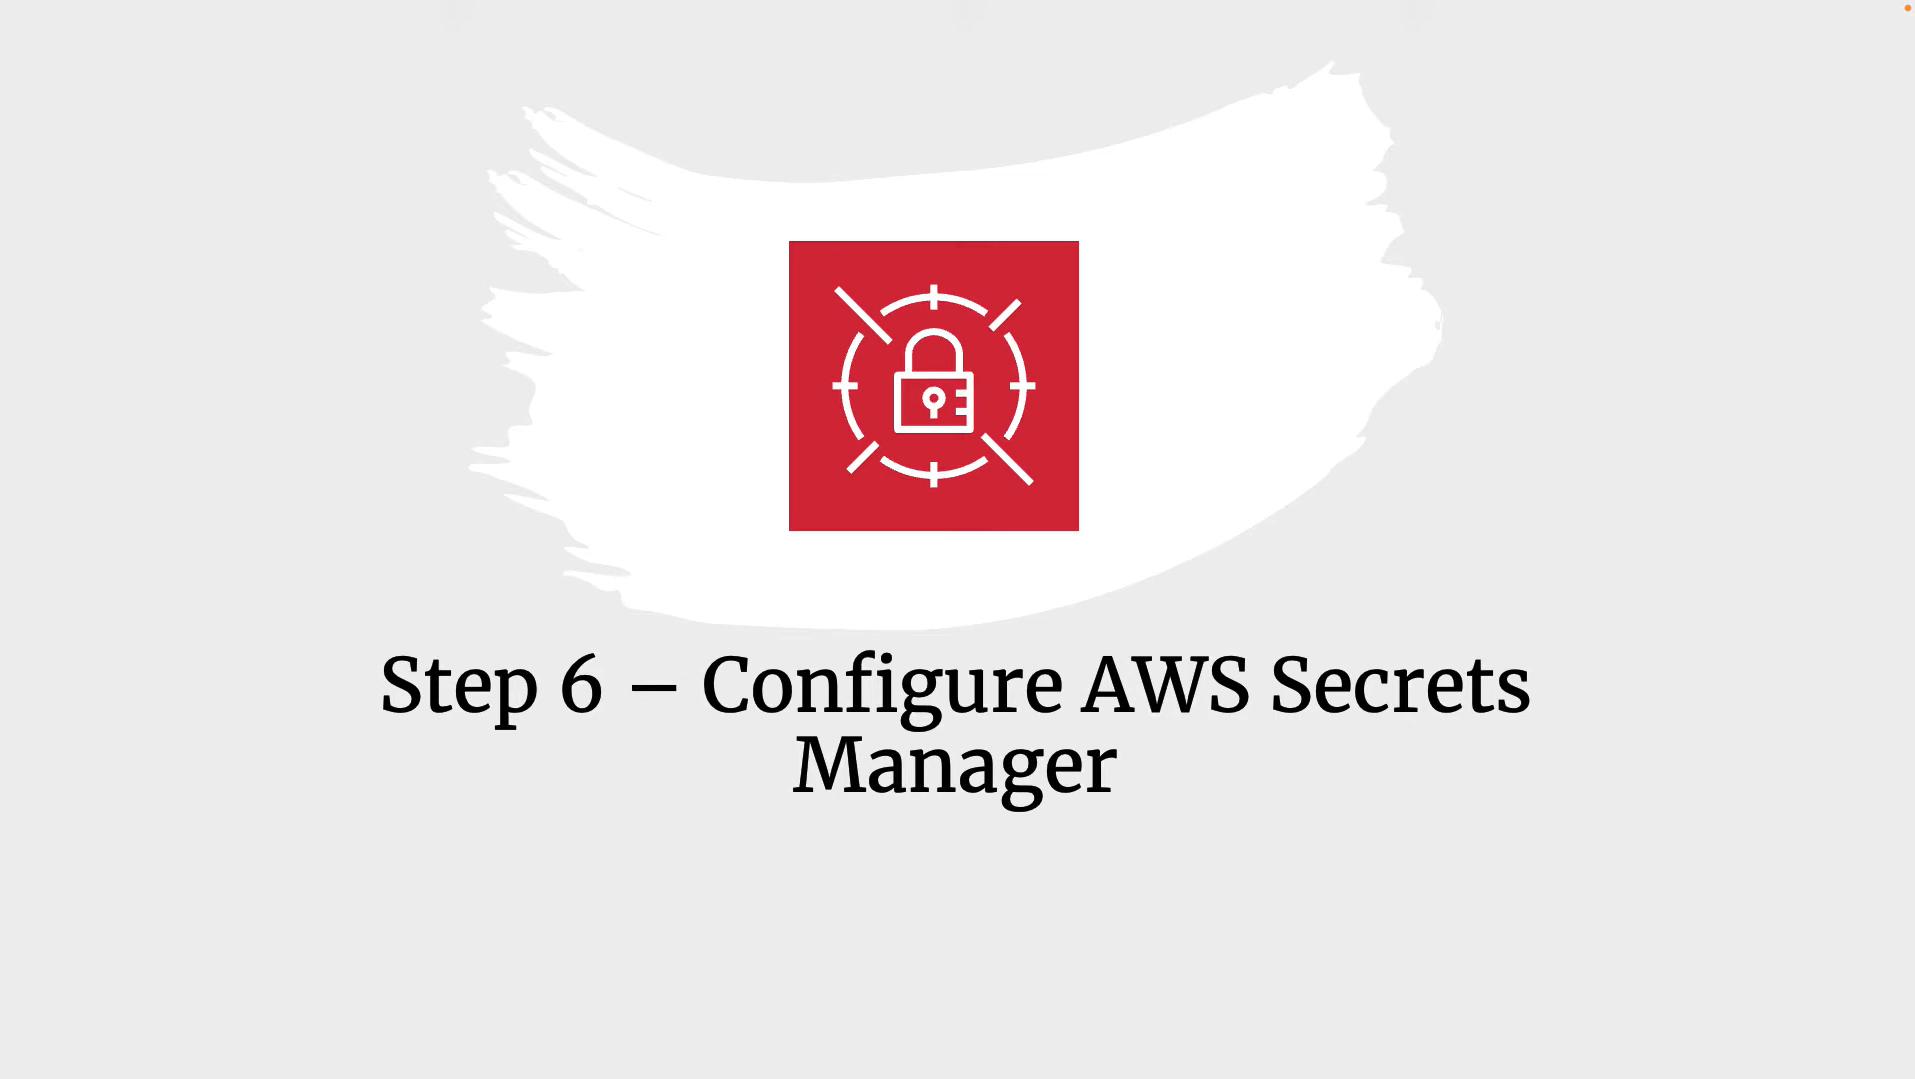 Step 6 – Configure AWS Secrets
Manager